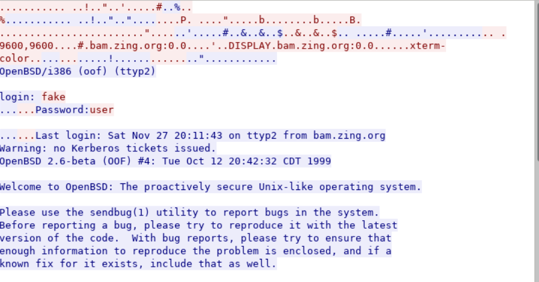 ........... ..!.."..'.....#..%..
%........... ..!..".."......P. ....".....b........b.....B.
........................."....'.....#..&..&..$..&..&..$.. .....#.....'........... .
9600,9600....#.bam.zing.org:0.0....'..DISPLAY.bam.zing.org:0.0......xterm-
color.............!..............."............
OpenBSD/i386 (oof) (ttyp2)

login: fake
......Password:user

......Last login: Sat Nov 27 20:11:43 on ttyp2 from bam.zing.org
Warning: no Kerberos tickets issued.
OpenBSD 2.6-beta (OOF) #4: Tue Oct 12 20:42:32 CDT 1999

Welcome to OpenBSD: The proactively secure Unix-like operating system.

Please use the sendbug(1) utility to report bugs in the system.
Before reporting a bug, please try to reproduce it with the latest
version of the code.  With bug reports, please try to ensure that
enough information to reproduce the problem is enclosed, and if a
known fix for it exists, include that as well.